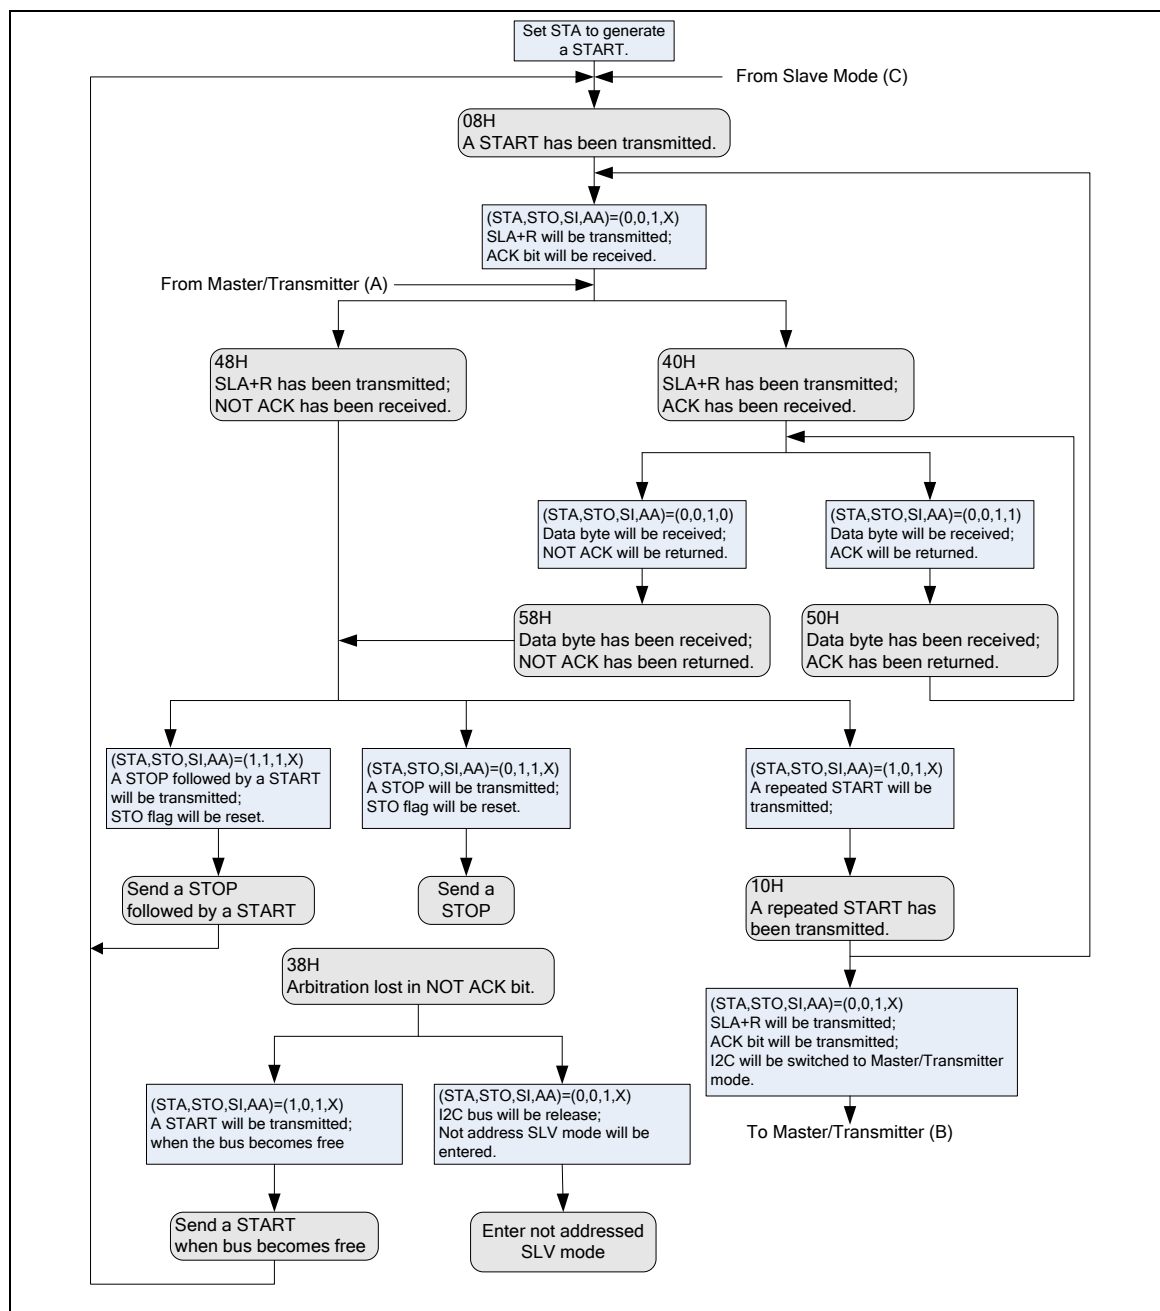 Set STA to generate
a START.
From Slave Mode (C)
08H
A START has been transmitted.
(STA,STO,SI,AA)=(0,0,1,X)
SLA+R will be transmitted;
ACK bit will be received.
From Master/Transmitter (A)
48H
SLA+R has been transmitted;
NOT ACK has been received.
40H
SLA+R has been transmitted;
ACK has been received.
(STA,STO,SI,AA)=(0,0,1,0)
Data byte will be received;
NOT ACK will be returned.
(STA,STO,SI,AA)=(0,0,1,1)
Data byte will be received;
ACK will be returned.
58H
Data byte has been received;
NOT ACK has been returned.
50H
Data byte has been received;
ACK has been returned.
(STA,STO,SI,AA)=(1,1,1,X)
A STOP followed by a START
will be transmitted;
STO flag will be reset.
(STA,STO,SI,AA)=(0,1,1,X)
A STOP will be transmitted;
STO flag will be reset.
(STA,STO,SI,AA)=(1,0,1,X)
A repeated START will be
transmitted;
Send a STOP
followed by a START
Send a
STOP
10H
A repeated START has
been transmitted.
38H
Arbitration lost in NOT ACK bit.
(STA,STO,SI,AA)=(0,0,1,X)
SLA+R will be transmitted;
ACK bit will be transmitted;
I2C will be switched to Master/Transmitter
mode.
(STA,STO,SI,AA)=(1,0,1,X)
A START will be transmitted;
when the bus becomes free
(STA,STO,SI,AA)=(0,0,1,X)
I2C bus will be release;
Not address SLV mode will be
entered.
To Master/Transmitter (B)
Send a START
when bus becomes free
Enter not addressed
SLV mode